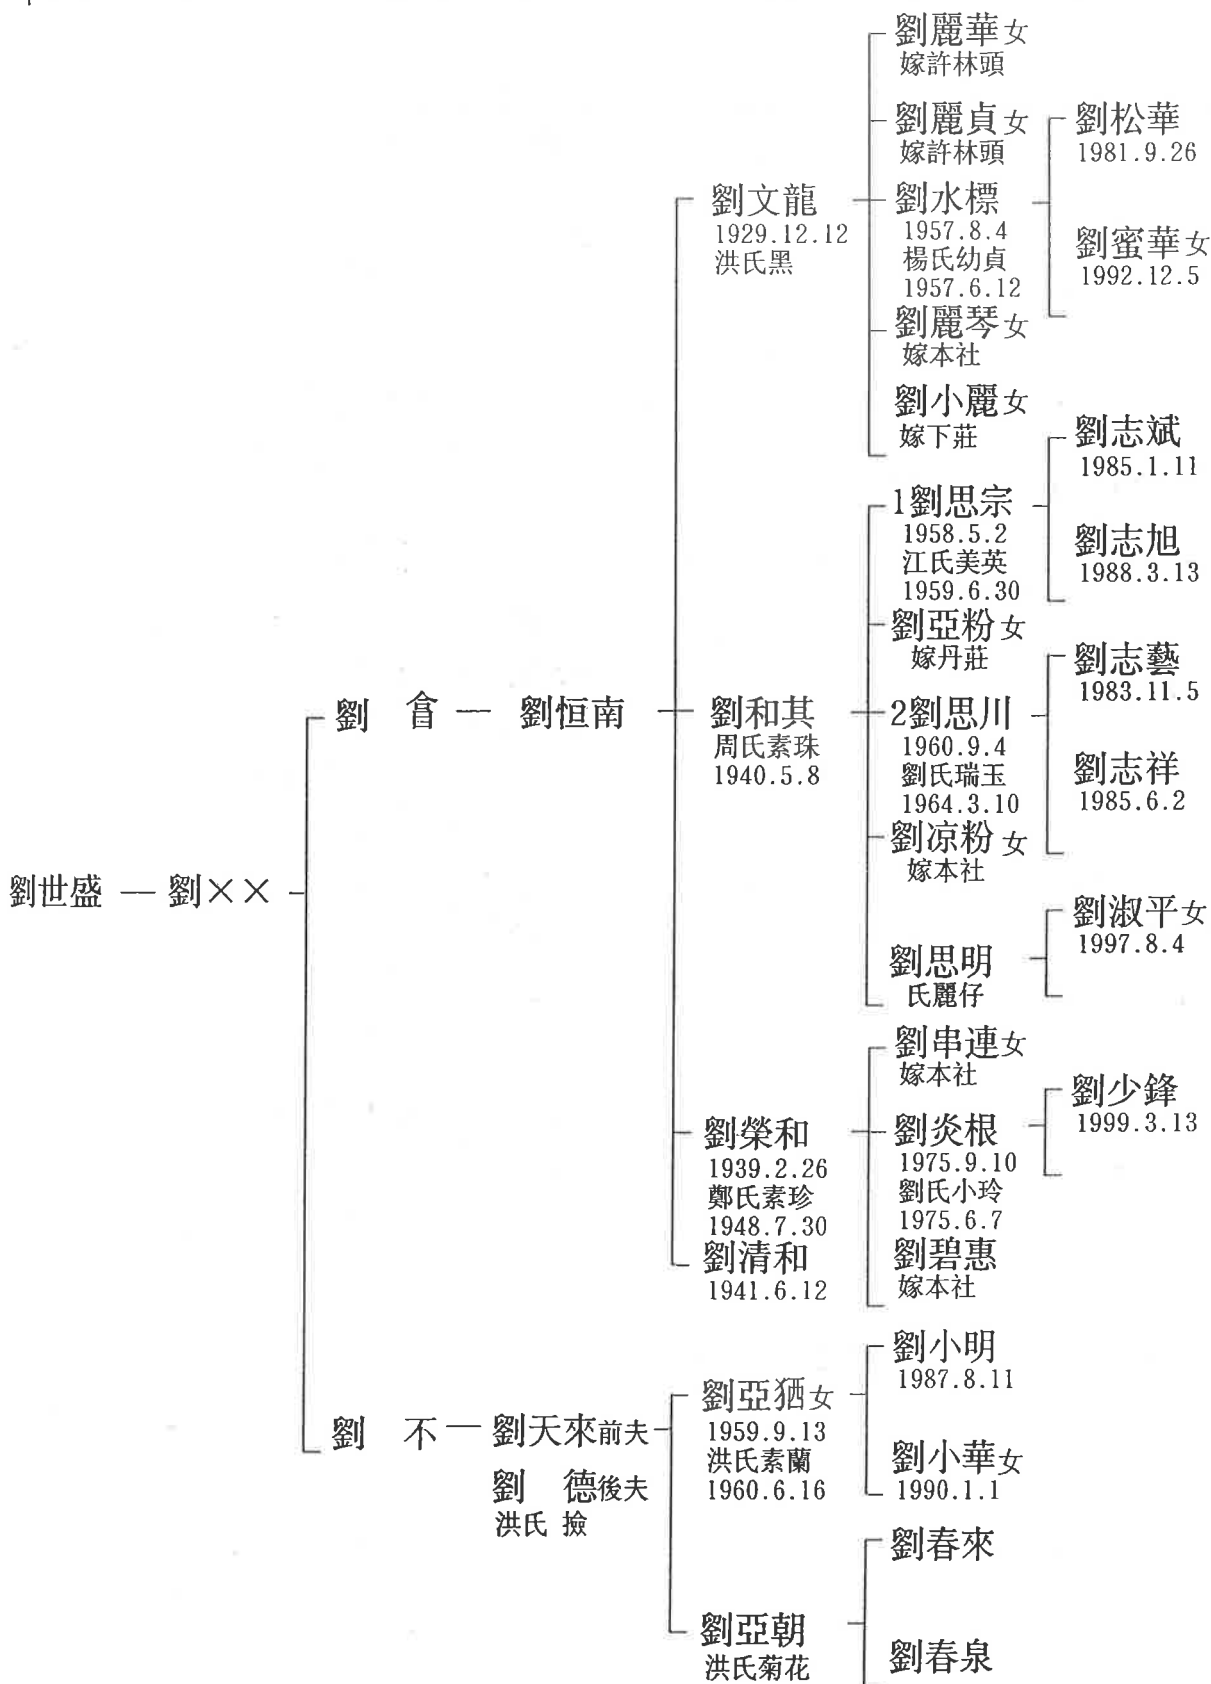 劉世盛
劉××
劉 㑹
劉恒南
劉文龍
1929.12.12
洪氏黑
劉麗華女
嫁許林頭
劉麗貞女
嫁許林頭
劉水標
1957.8.4
楊氏幼貞
1957.6.12
劉松華
1981.9.26
劉蜜華女
1992.12.5
劉麗琴女
嫁本社
劉小麗女
嫁下莊
劉和其
周氏素珠
1940.5.8
1劉思宗
1958.5.2
江氏美英
1959.6.30
劉志斌
1985.1.11
劉志旭
1988.3.13
劉亞粉女
嫁丹莊
2劉思川
1960.9.4
劉氏瑞玉
1964.3.10
劉志藝
1983.11.5
劉志祥
1985.6.2
劉凉粉女
嫁本社
劉思明
氏麗仔
劉淑平女
1997.8.4
劉榮和
1939.2.26
鄭氏素珍
1948.7.30
劉串連女
嫁本社
劉炎根
1975.9.10
劉氏小玲
1975.6.7
劉少鋒
1999.3.13
劉碧惠
嫁本社
劉清和
1941.6.12
劉 不
劉天來前夫
劉 德後夫
洪氏 撿
劉亞狧女
1959.9.13
洪氏素蘭
1960.6.16
劉小明
1987.8.11
劉小華女
1990.1.1
劉亞朝
洪氏菊花
劉春來
劉春泉